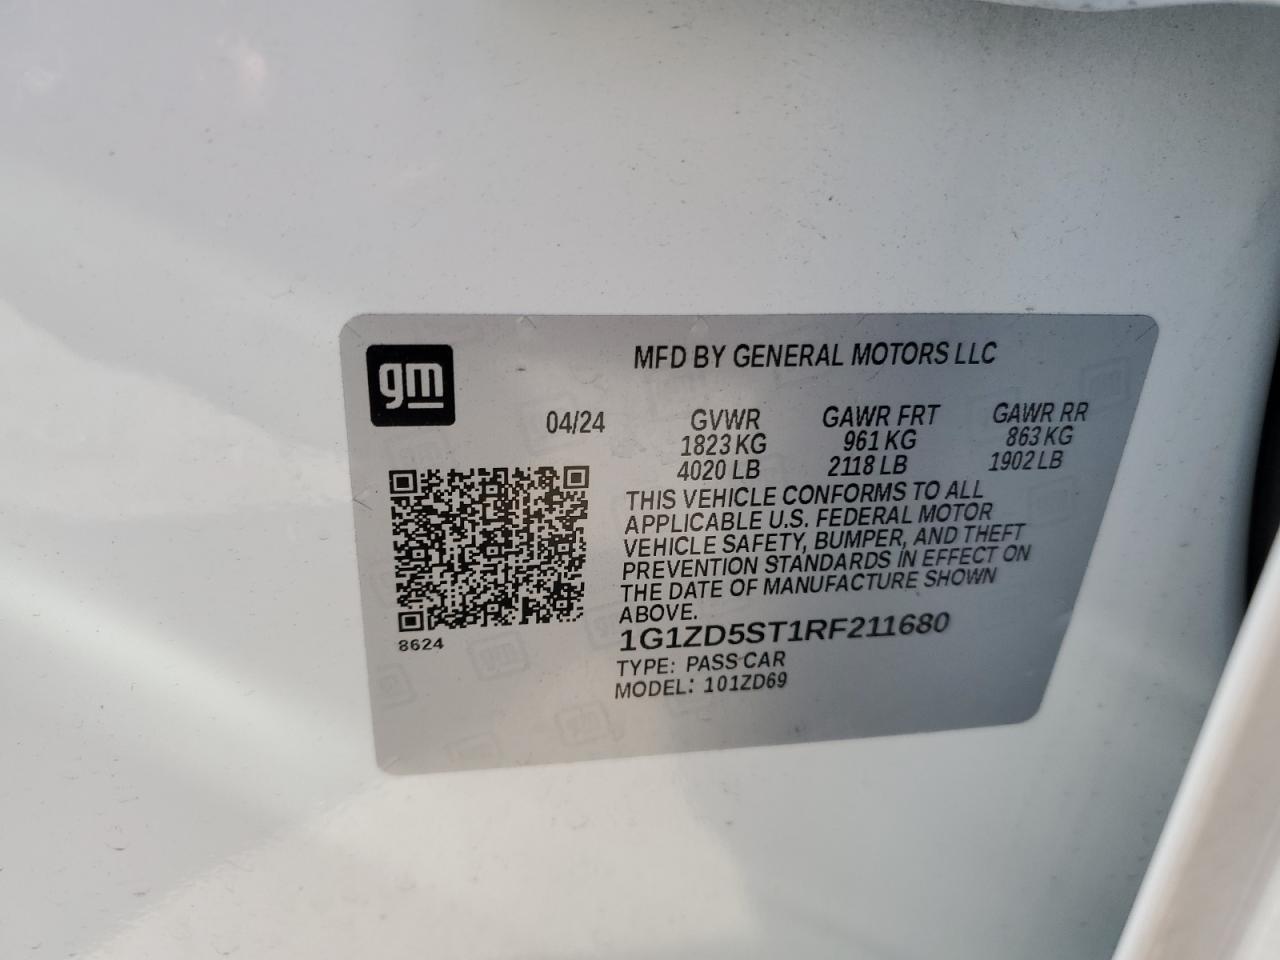 gm
MFD BY GENERAL MOTORS LLC
04/24 GVWR GAWR FRT GAWR RR
1823 KG 961 KG 863 KG
4020 LB 2118 LB 1902 LB
THIS VEHICLE CONFORMS TO ALL
APPLICABLE U.S. FEDERAL MOTOR
VEHICLE SAFETY, BUMPER, AND THEFT
PREVENTION STANDARDS IN EFFECT ON
THE DATE OF MANUFACTURE SHOWN
ABOVE.
8624
1G1ZD5ST1RF211680
TYPE: PASS CAR
MODEL: 101ZD69